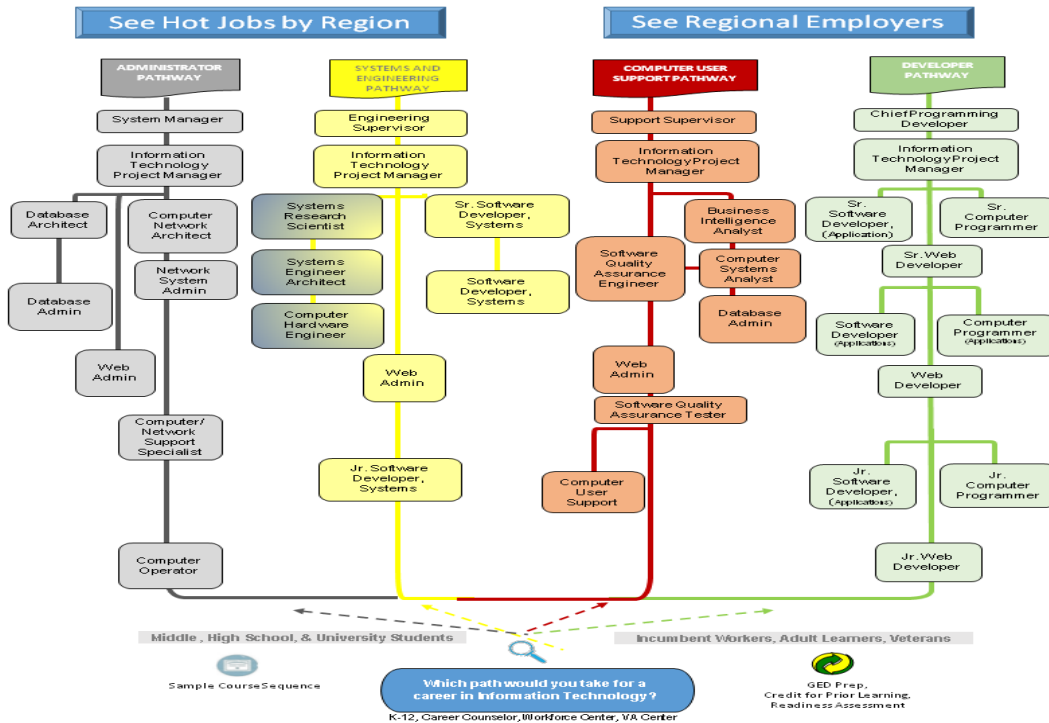 See Hot Jobs by Region
See Regional Employers
ADMINISTRATOR
PATHWAY
SYSTEMS AND
ENGINEERING
PATHWAY
COMPUTER USER
SUPPORT PATHWAY
DEVELOPER
PATHWAY
System Manager
Information
Technology
Project Manager
Database
Architect
Computer
Network
Architect
Network
System
Admin
Database
Admin
Web
Admin
Computer/
Network
Support
Specialist
Computer
Operator
Engineering
Supervisor
Information
Technology
Project Manager
Systems
Research
Scientist
Sr. Software
Developer,
Systems
Systems
Engineer
Architect
Software
Developer,
Systems
Computer
Hardware
Engineer
Web
Admin
Jr. Software
Developer,
Systems
Support Supervisor
Information
Technology Project
Manager
Business
Intelligence
Analyst
Software
Quality
Assurance
Engineer
Computer
Systems
Analyst
Database
Admin
Web
Admin
Software Quality
Assurance Tester
Computer
User
Support
Chief Programming
Developer
Information
Technology Project
Manager
Sr.
Software
Developer,
(Application)
Sr.
Computer
Programmer
Sr. Web
Developer
Software
Developer
(Applications)
Computer
Programmer
(Applications)
Web
Developer
Jr.
Software
Developer,
(Applications)
Jr.
Computer
Programmer
Jr. Web
Developer
Middle , High School, & University Students
Incumbent Workers, Adult Learners, Veterans
Sample Course Sequence
Which path would you take for a
career in Information Technology?
K-12, Career Counselor, Workforce Center, VA Center
GED Prep,
Credit for Prior Learning,
Readiness Assessment